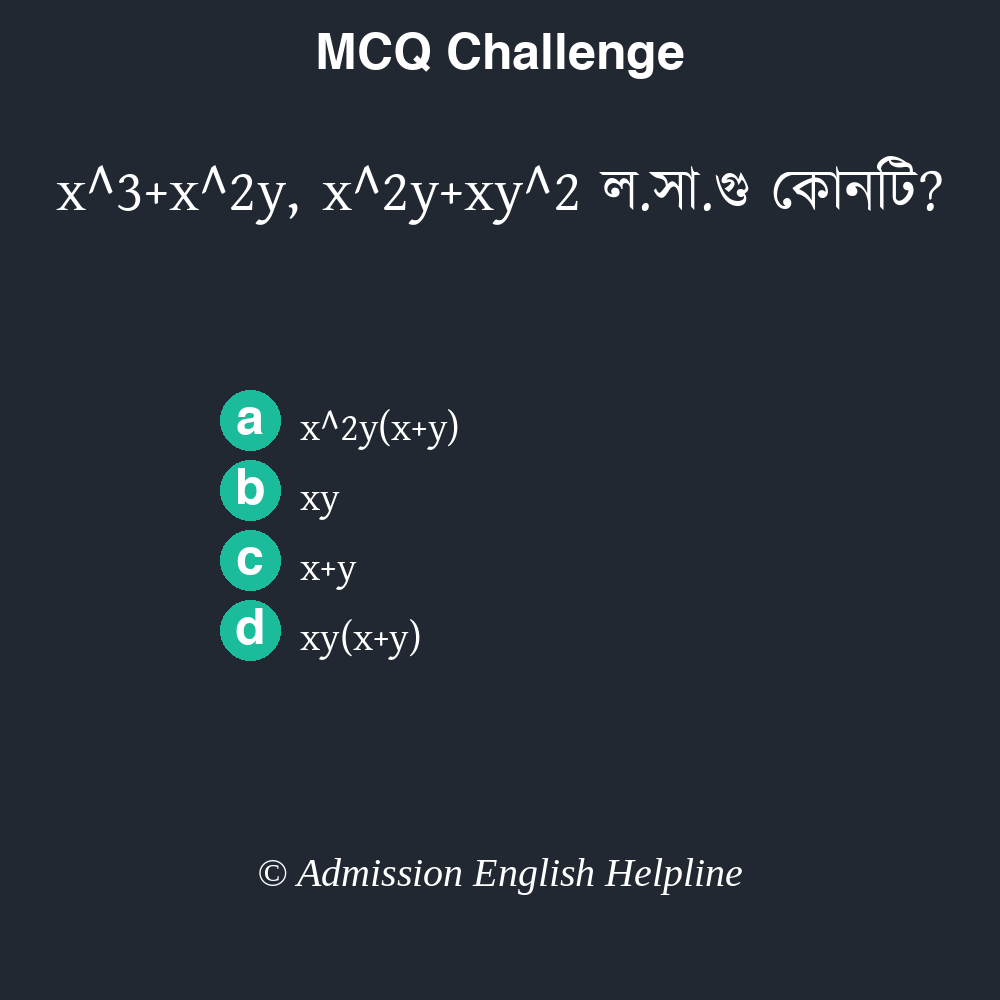 MCQ Challenge
x^3+x^2y, x^2y+xy^2 ল.সা.গু কোনটি?
a x^2y(x+y)
b xy
c x+y
d xy(x+y)
© Admission English Helpline